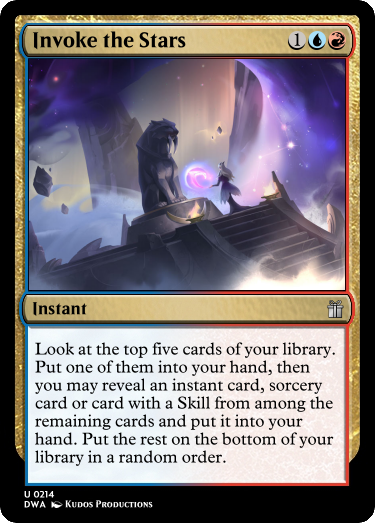 Invoke the Stars 1
Instant
Look at the top five cards of your library.
Put one of them into your hand, then
you may reveal an instant card, sorcery
card or card with a Skill from among the
remaining cards and put it into your
hand. Put the rest on the bottom of your
library in a random order.
U 0214
DWA Kudos Productions